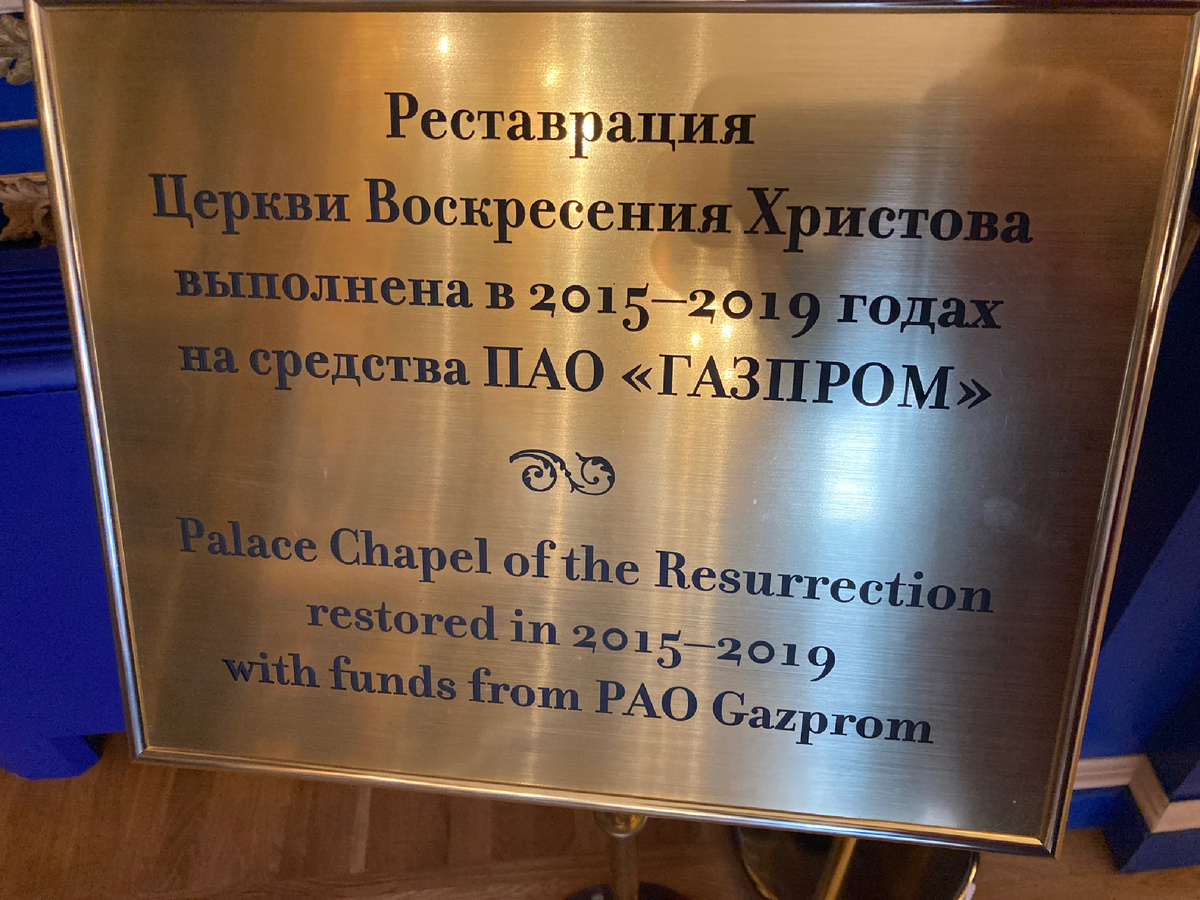 Реставрация
Церкви Воскресения Христова
выполнена в 2015–2019 годах
на средства ПАО «ГАЗПРОМ»
Palace Chapel of the Resurrection
restored in 2015–2019
with funds from PAO Gazprom